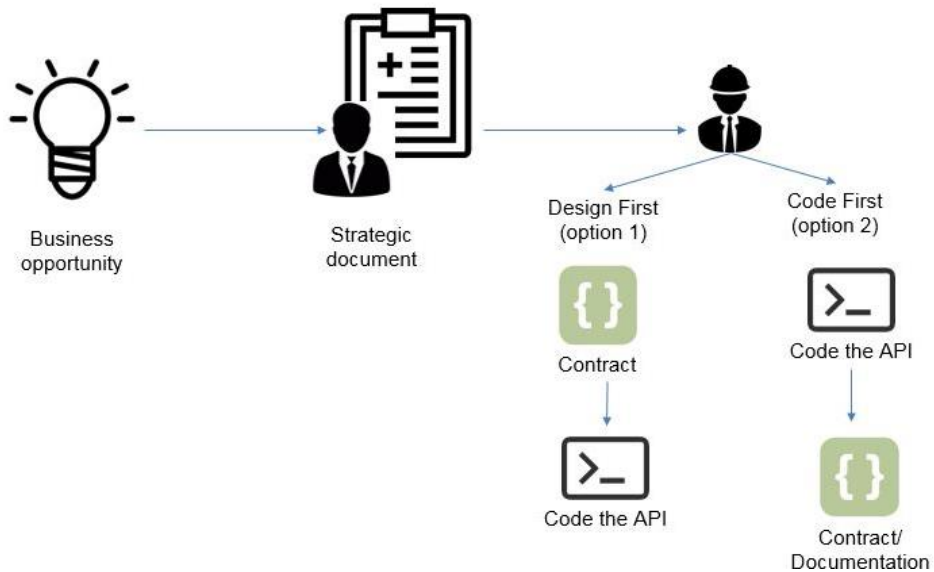 Business
opportunity
Strategic
document
Design First
(option 1)
Code First
(option 2)
{ }
Contract
>_
Code the API
>_
Code the API
{ }
Contract/
Documentation